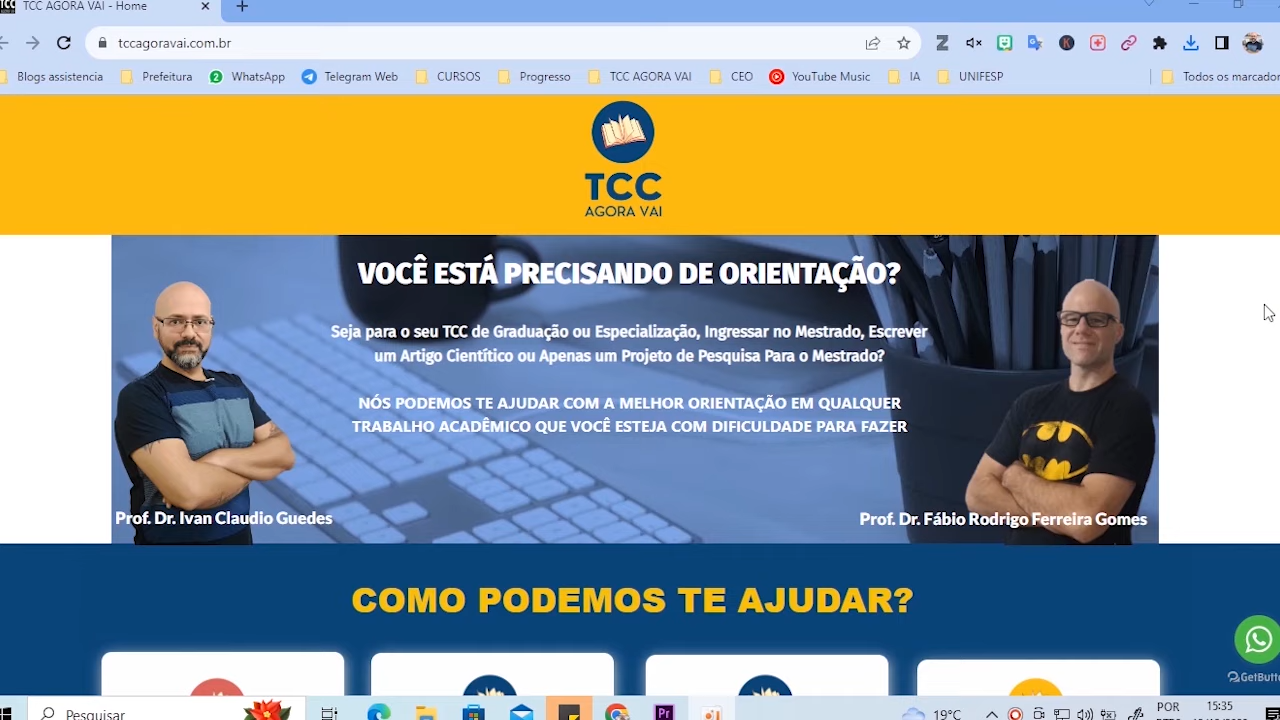 TCC AGORA VAI - Home
tccagoravai.com.br
Blogs assistencia
Prefeitura
2
WhatsApp
Telegram Web
CURSOS
Progresso
TCC AGORA VAI
CEO
YouTube Music
IA
UNIFESP
Todos os marcador
TCC
AGORA VAI
VOCÊ ESTÁ PRECISANDO DE ORIENTAÇÃO?
Seja para o seu TCC de Graduação ou Especialização, Ingressar no Mestrado, Escrever
um Artigo Científico ou Apenas um Projeto de Pesquisa Para o Mestrado?
NÓS PODEMOS TE AJUDAR COM A MELHOR ORIENTAÇÃO EM QUALQUER
TRABALHO ACADÊMICO QUE VOCÊ ESTEJA COM DIFICULDADE PARA FAZER
Prof. Dr. Ivan Claudio Guedes
Prof. Dr. Fábio Rodrigo Ferreira Gomes
COMO PODEMOS TE AJUDAR?
GetButt
Pesquisar
Pr
19°C
POR
15:35